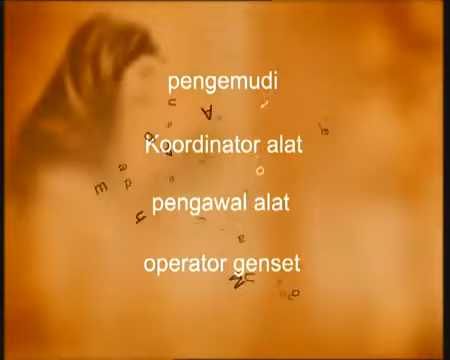 pengemudi
Koordinator alat
pengawal alat
operator genset